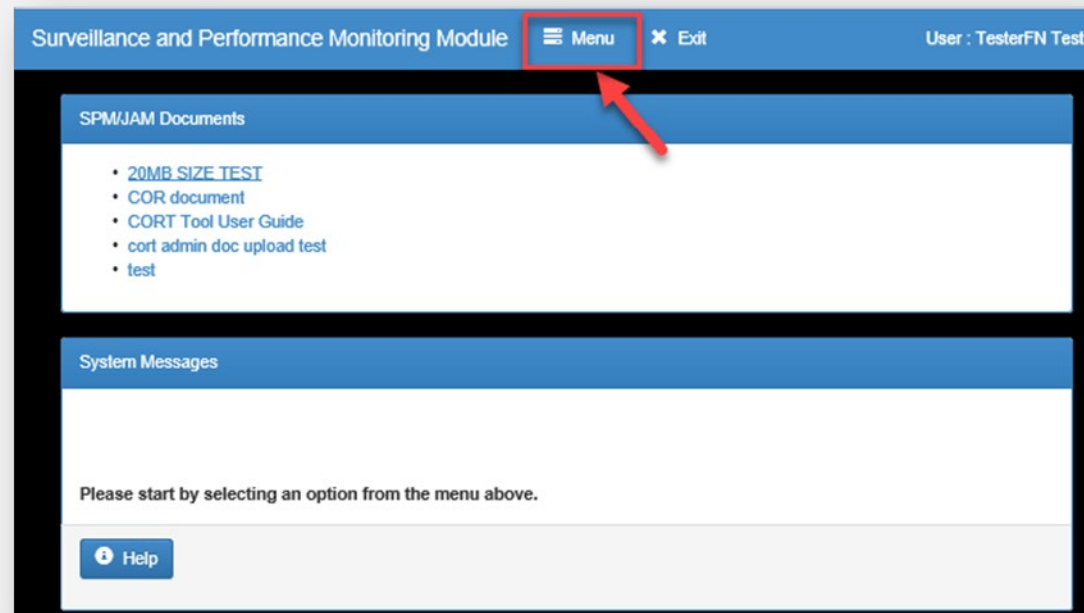 Surveillance and Performance Monitoring Module Menu Exit User : TesterFN Test
SPM/JAM Documents
• 20MB SIZE TEST
• COR document
• CORT Tool User Guide
• cort admin doc upload test
• test
System Messages
Please start by selecting an option from the menu above.
Help